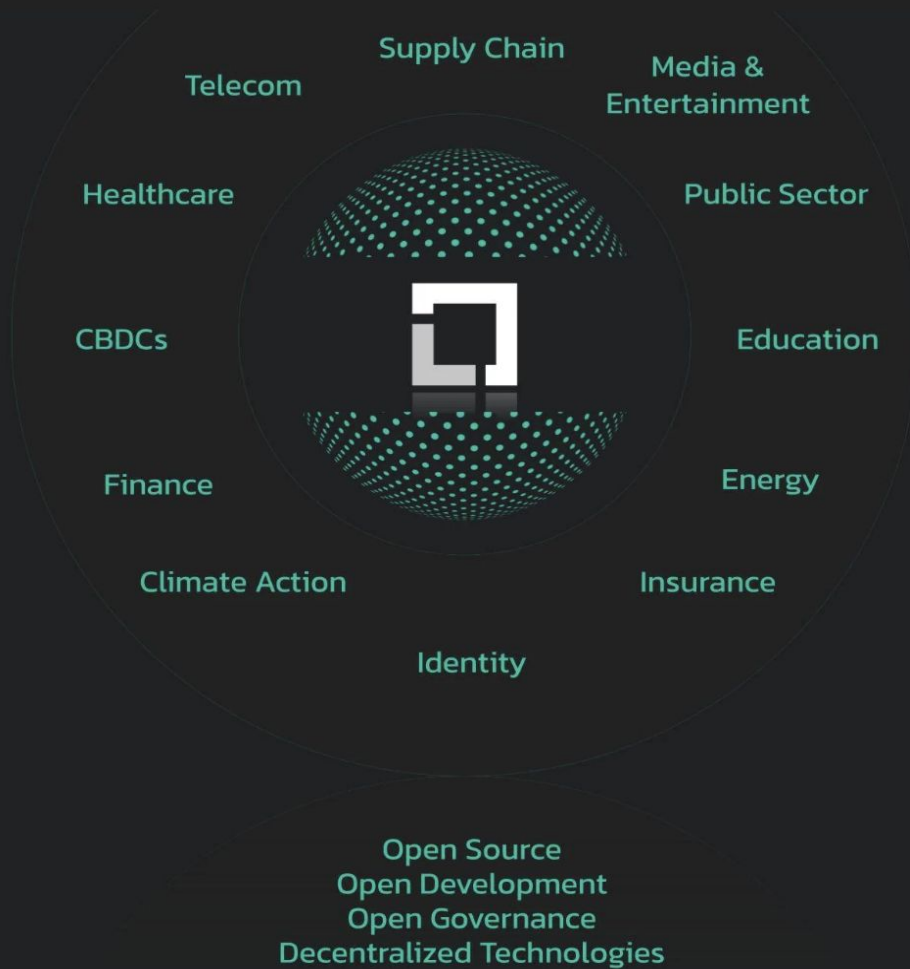 Supply Chain
Telecom
Media &
Entertainment
Healthcare
Public Sector
CBDCs
Education
Finance
Energy
Climate Action
Insurance
Identity
Open Source
Open Development
Open Governance
Decentralized Technologies